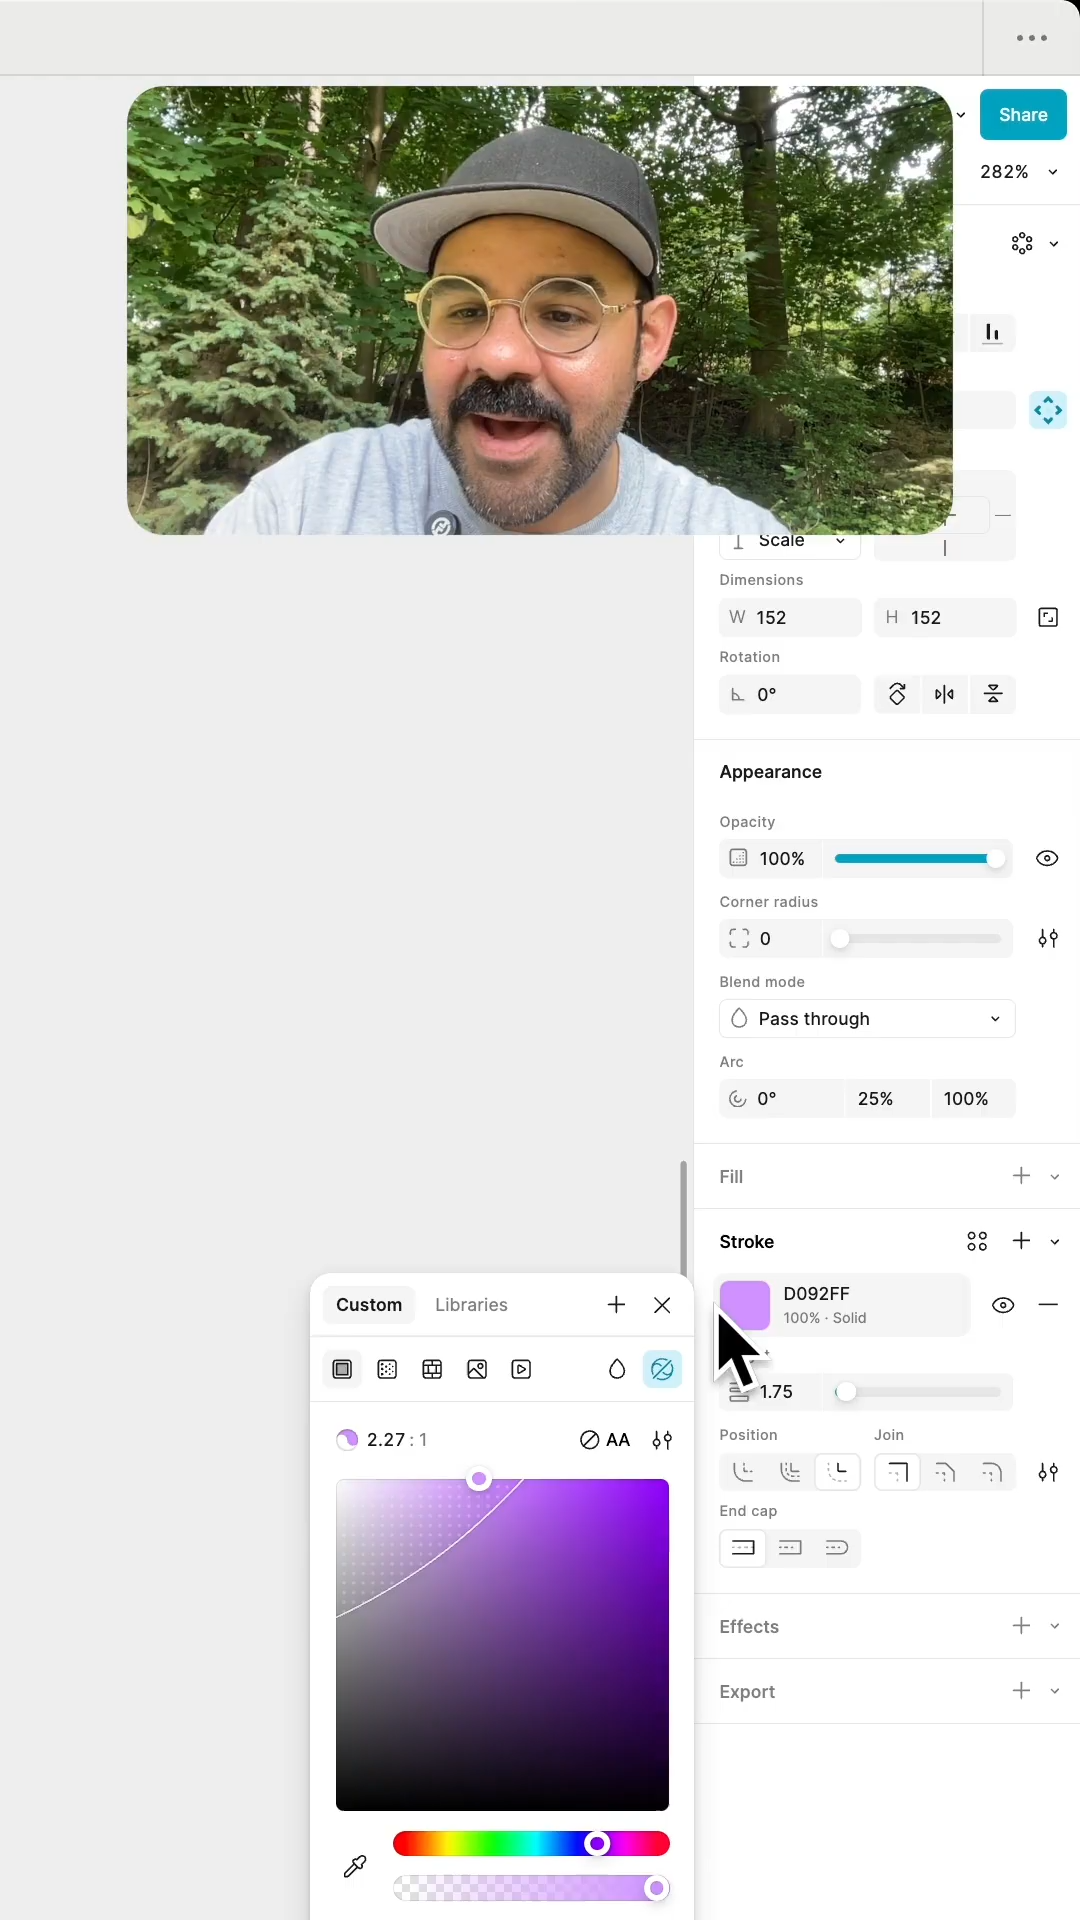 Share
282%
Scale
Dimensions
W 152
H 152
Rotation
0°
Appearance
Opacity
100%
Corner radius
0
Blend mode
Pass through
Arc
0° 25% 100%
Fill
Stroke
Custom Libraries
D092FF
100% · Solid
1.75
2.27 : 1
AA
Position
Join
End cap
Effects
Export